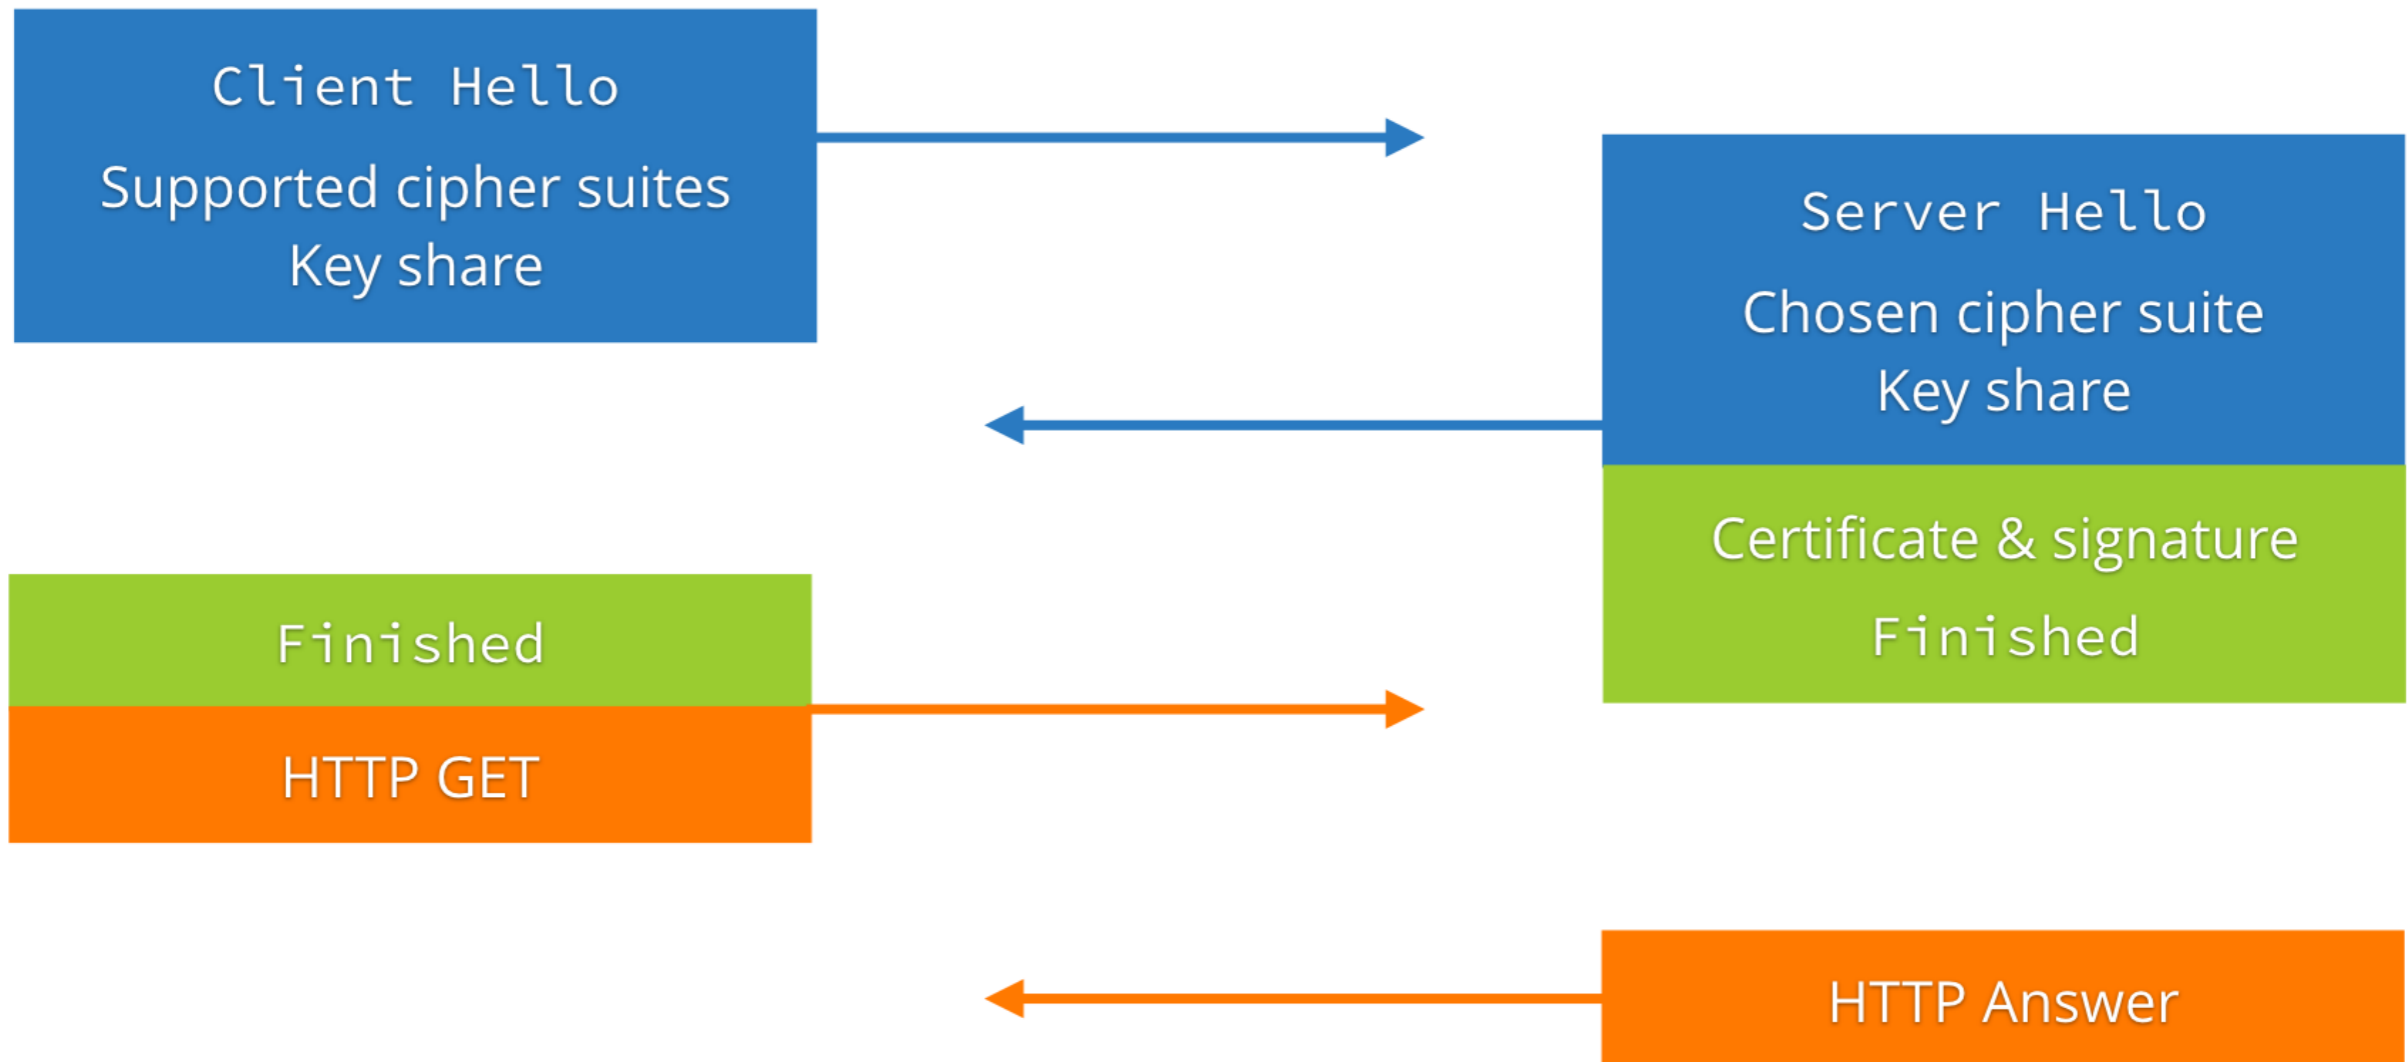 Client Hello
Supported cipher suites
Key share
Server Hello
Chosen cipher suite
Key share
Certificate & signature
Finished
Finished
HTTP GET
HTTP Answer